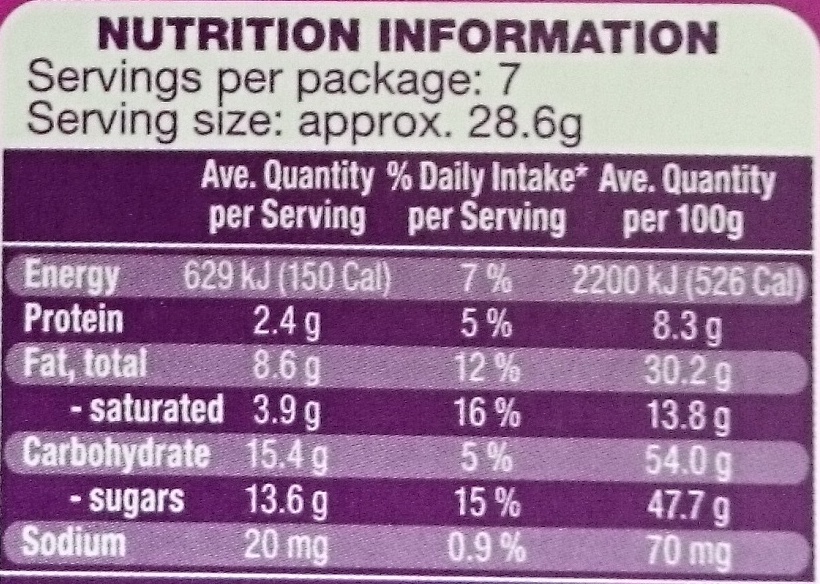 NUTRITION INFORMATION
Servings per package: 7
Serving size: approx. 28.6g
Ave. Quantity % Daily Intake* Ave. Quantity
per Serving per Serving per 100g
Energy 629 kJ (150 Cal) 7 % 2200 kJ (526 Cal)
Protein 2.4 g 5 % 8.3 g
Fat, total 8.6 g 12 % 30.2 g
- saturated 3.9 g 16 % 13.8 g
Carbohydrate 15.4 g 5 % 54.0 g
- sugars 13.6 g 15 % 47.7 g
Sodium 20 mg 0.9 % 70 mg